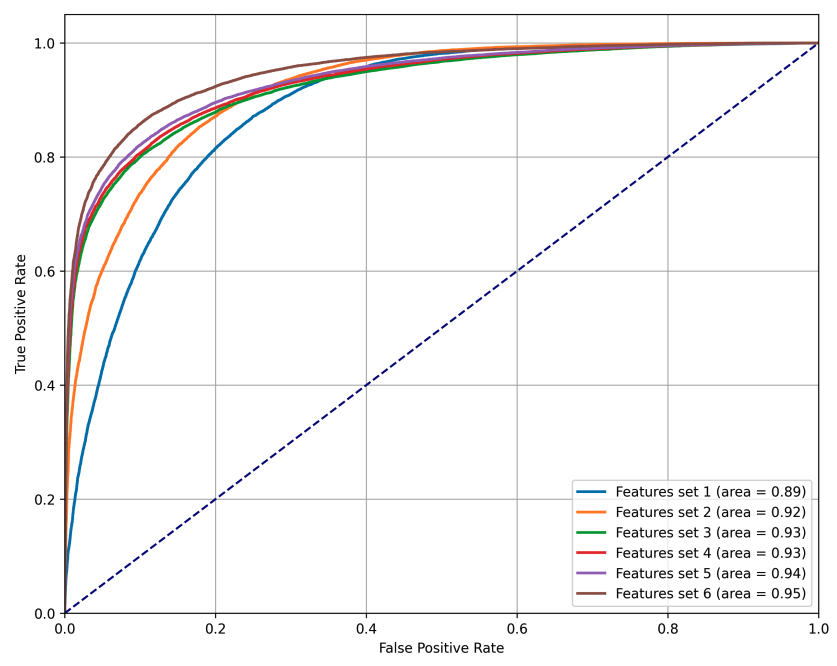 1.0
0.8
0.6
0.4
0.2
0.0
True Positive Rate
Features set 1 (area = 0.89)
Features set 2 (area = 0.92)
Features set 3 (area = 0.93)
Features set 4 (area = 0.93)
Features set 5 (area = 0.94)
Features set 6 (area = 0.95)
0.0 0.2 0.4 0.6 0.8 1.0
False Positive Rate